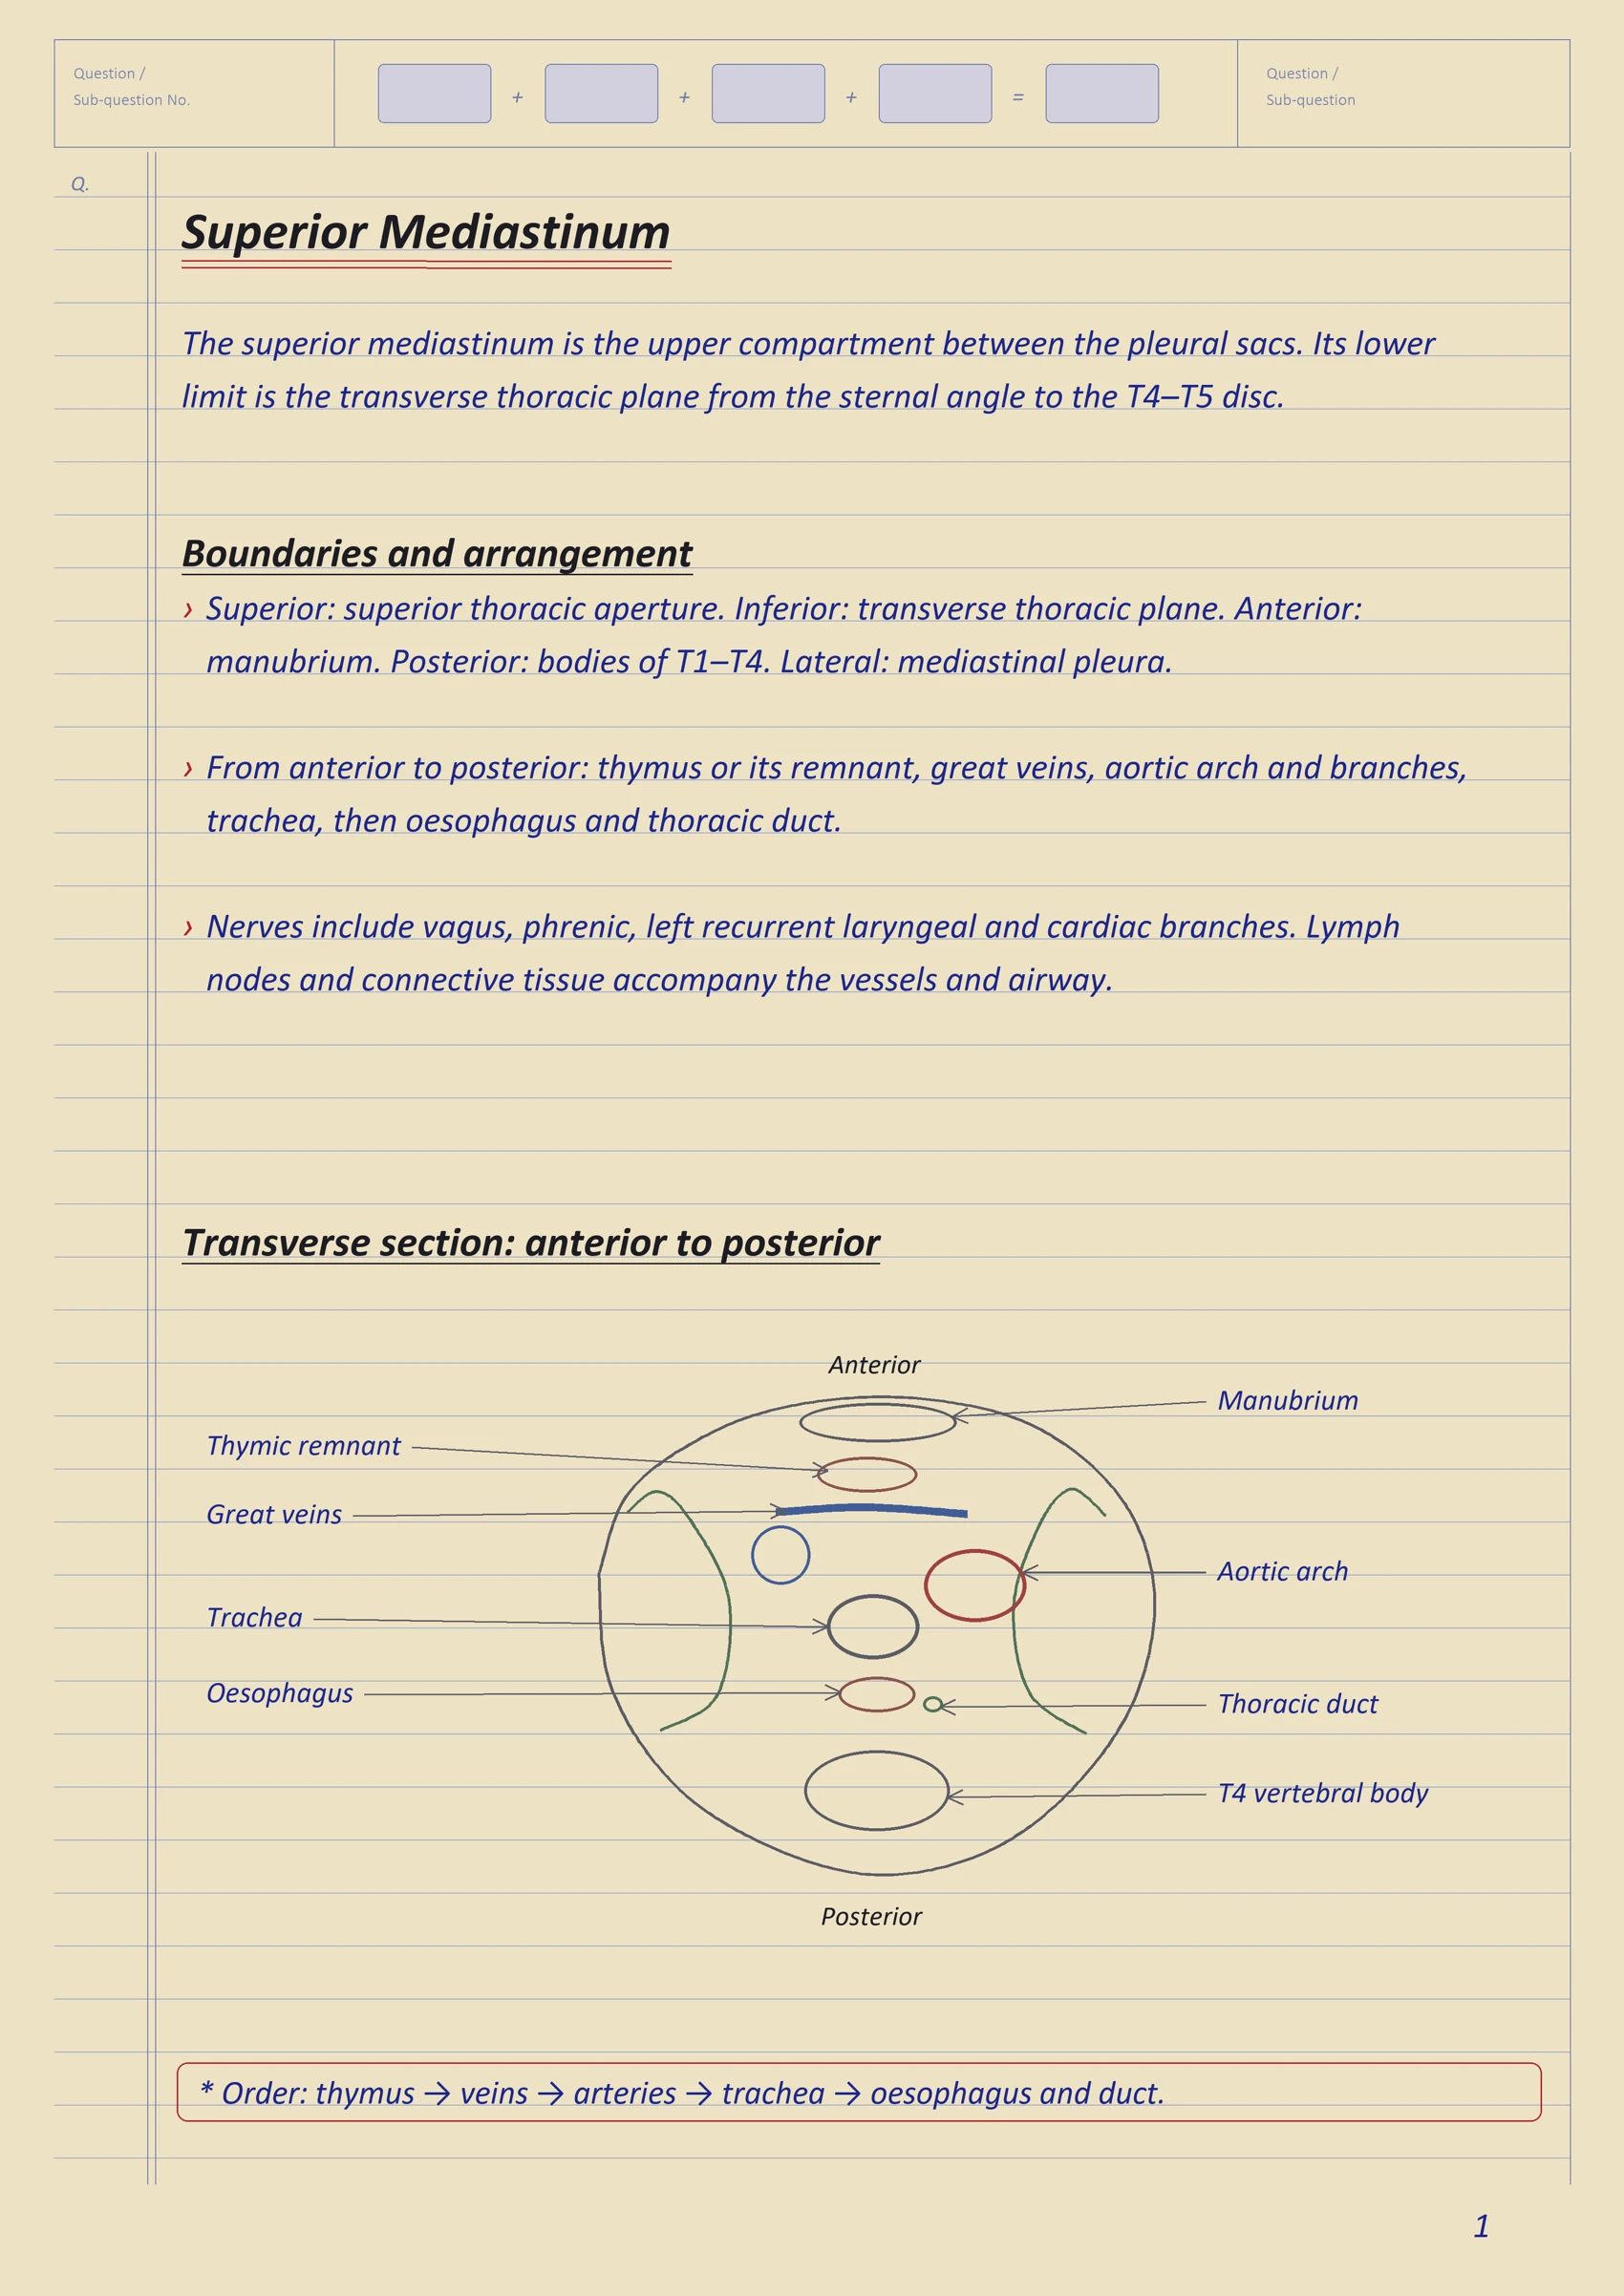 Question /
Sub-question No.
+ + + =
Question /
Sub-question
Q.
Superior Mediastinum
The superior mediastinum is the upper compartment between the pleural sacs. Its lower
limit is the transverse thoracic plane from the sternal angle to the T4–T5 disc.
Boundaries and arrangement
› Superior: superior thoracic aperture. Inferior: transverse thoracic plane. Anterior:
manubrium. Posterior: bodies of T1–T4. Lateral: mediastinal pleura.
› From anterior to posterior: thymus or its remnant, great veins, aortic arch and branches,
trachea, then oesophagus and thoracic duct.
› Nerves include vagus, phrenic, left recurrent laryngeal and cardiac branches. Lymph
nodes and connective tissue accompany the vessels and airway.
Transverse section: anterior to posterior
Anterior
Manubrium
Thymic remnant
Great veins
Aortic arch
Trachea
Oesophagus
Thoracic duct
T4 vertebral body
Posterior
* Order: thymus → veins → arteries → trachea → oesophagus and duct.
1